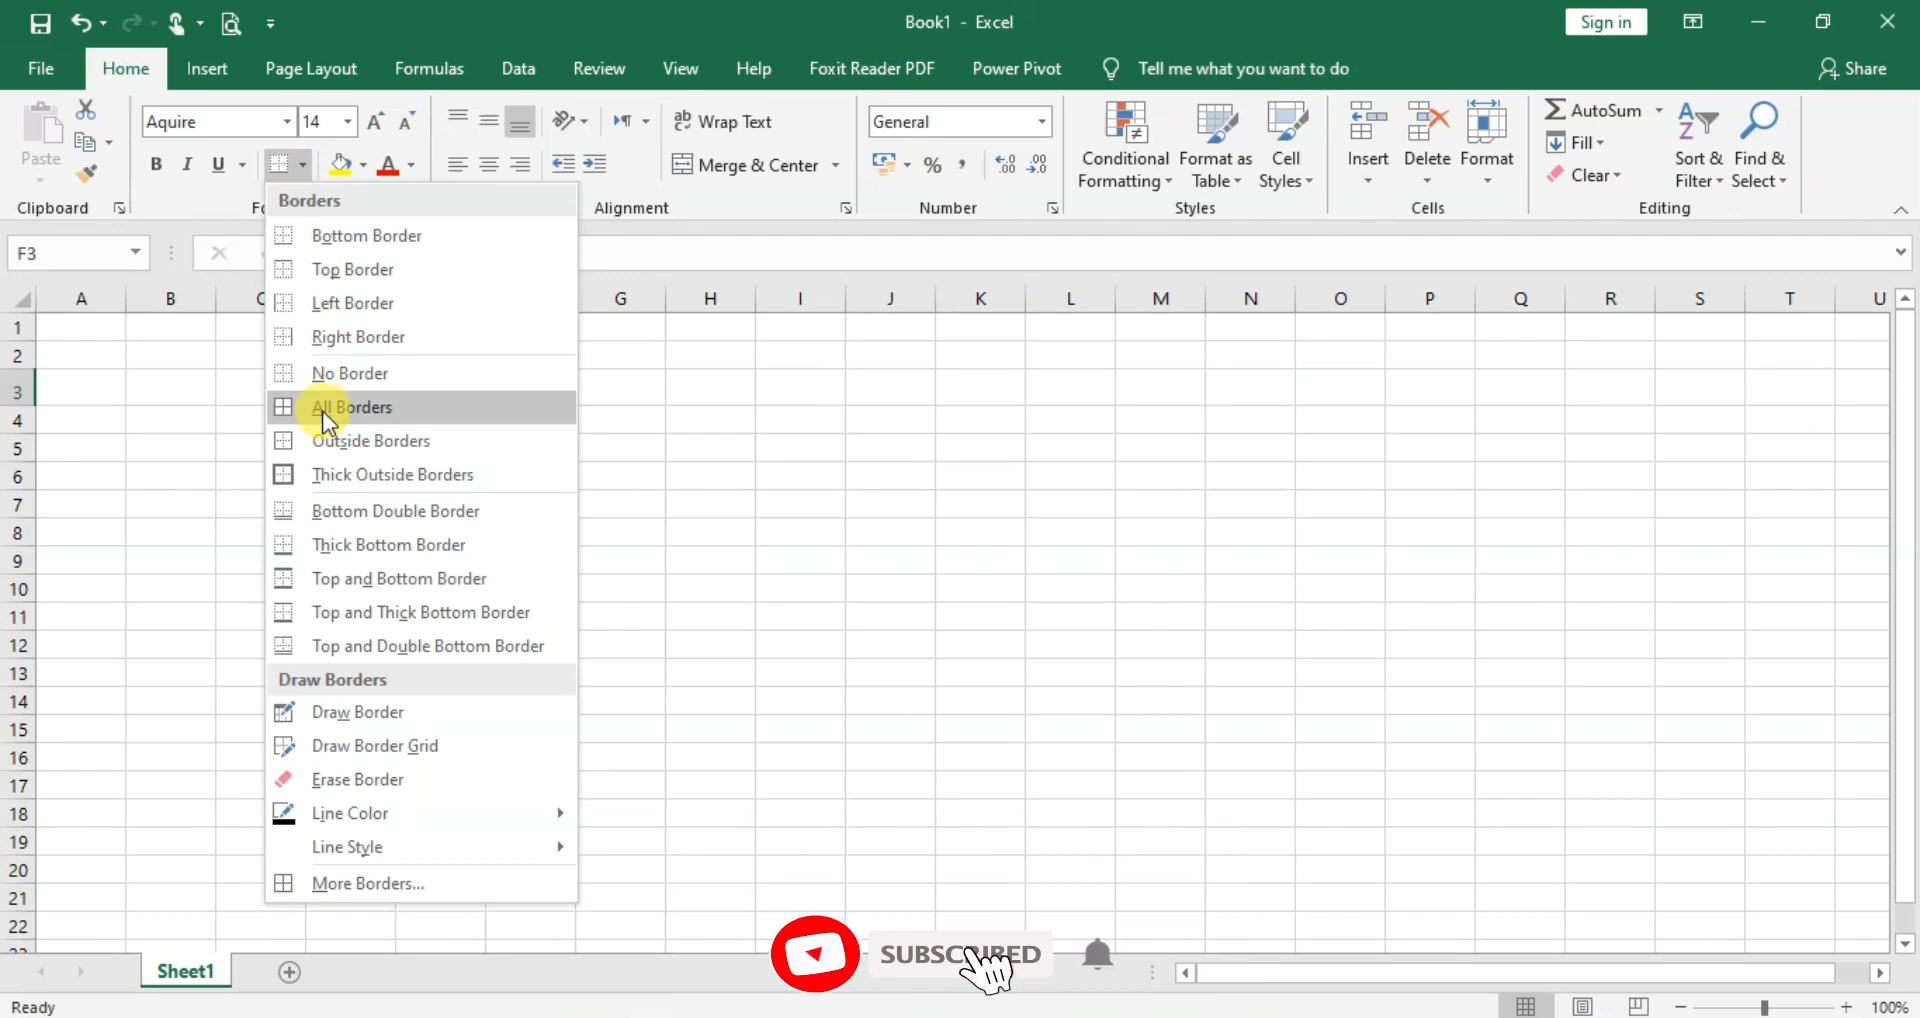 Book1 - Excel
Sign in
File Home Insert Page Layout Formulas Data Review View Help Foxit Reader PDF Power Pivot Tell me what you want to do Share
Paste
Clipboard
Aquire 14
B I U A
Fo
Wrap Text
Merge & Center
Alignment
General
%
Number
Conditional Formatting
Format as Table
Cell Styles
Styles
Insert
Delete
Format
Cells
AutoSum
Fill
Clear
Sort & Filter
Find & Select
Editing
F3
Borders
Bottom Border
Top Border
Left Border
Right Border
No Border
All Borders
Outside Borders
Thick Outside Borders
Bottom Double Border
Thick Bottom Border
Top and Bottom Border
Top and Thick Bottom Border
Top and Double Bottom Border
Draw Borders
Draw Border
Draw Border Grid
Erase Border
Line Color
Line Style
More Borders...
A B C G H I J K L M N O P Q R S T U
1
2
3
4
5
6
7
8
9
10
11
12
13
14
15
16
17
18
19
20
21
22
Sheet1
SUBSCRIBED
Ready
100%